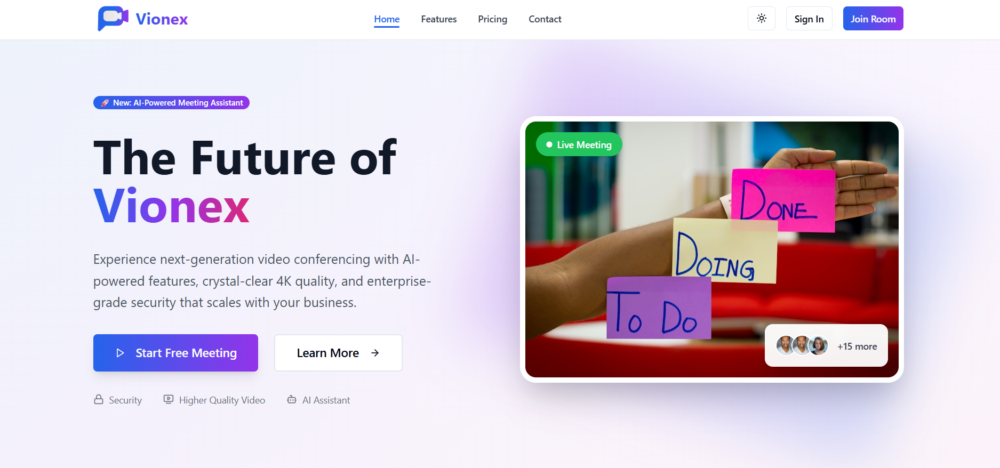 Vionex
Home
Features
Pricing
Contact
Sign In
Join Room
🚀 New: AI-Powered Meeting Assistant
The Future of
Vionex
Experience next-generation video conferencing with AI-
powered features, crystal-clear 4K quality, and enterprise-
grade security that scales with your business.
Start Free Meeting
Learn More
Security
Higher Quality Video
AI Assistant
Live Meeting
DONE
DOING
TO DO
+15 more